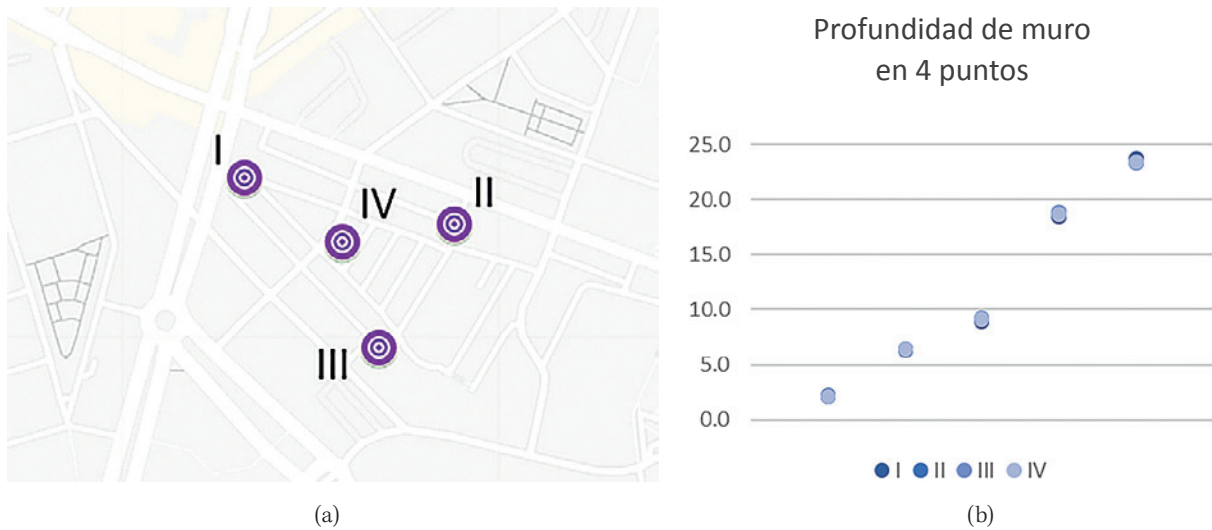 I
IV
II
III
(a)
Profundidad de muro
en 4 puntos
25.0
20.0
15.0
10.0
5.0
0.0
I II III IV
(b)